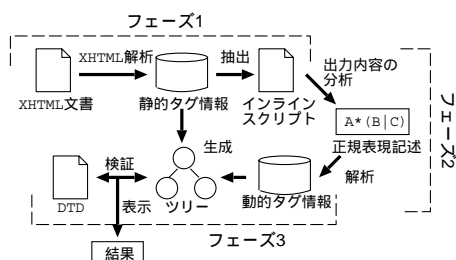 フェーズ1
XHTML解析
抽出
出力内容の
分析
XHTML文書
静的タグ情報
インライン
スクリプト
A*(B|C)
正規表現記述
フェーズ2
生成
解析
検証
DTD
表示
ツリー
動的タグ情報
フェーズ3
結果